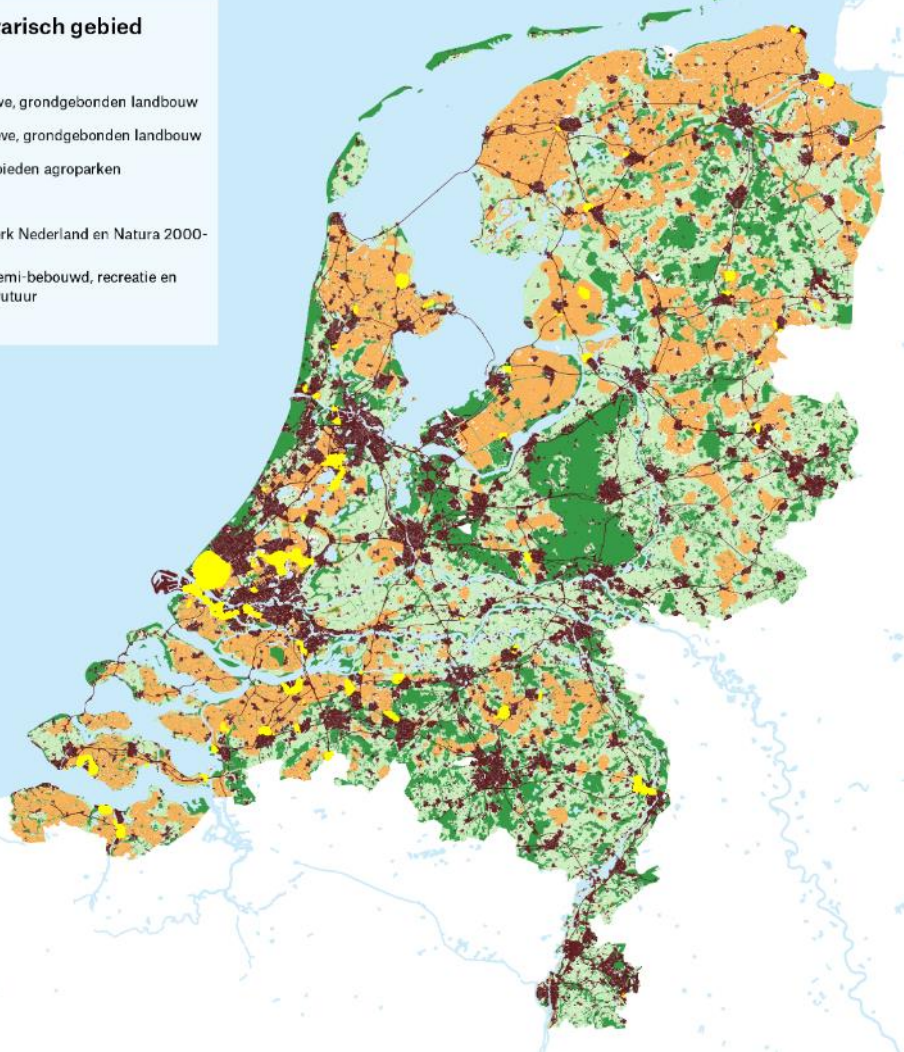 arisch gebied
ve, grondgebonden landbouw
ve, grondgebonden landbouw
bieden agroparken
rk Nederland en Natura 2000-
emi-bebouwd, recreatie en
utuur